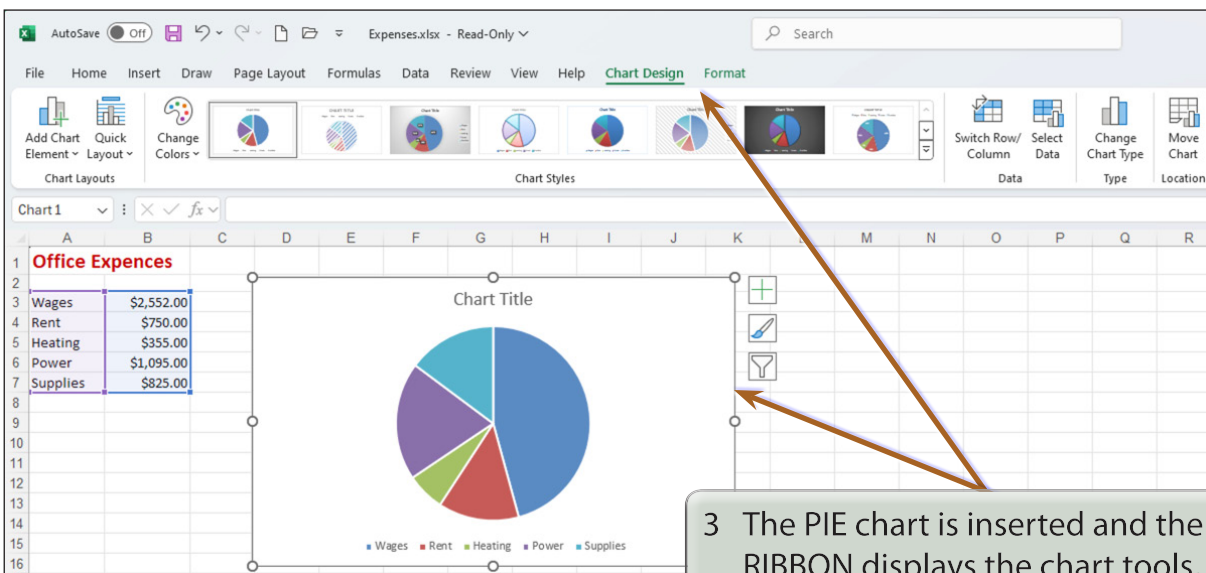 AutoSave Off Expenses.xlsx - Read-Only Search
File Home Insert Draw Page Layout Formulas Data Review View Help Chart Design Format
Add Chart Element Quick Layout Change Colors Switch Row/ Column Select Data Change Chart Type Move Chart
Chart Layouts Chart Styles Data Type Location
Chart 1 fx
A B C D E F G H I J K M N O P Q R
1 Office Expences
2
3 Wages $2,552.00
4 Rent $750.00
5 Heating $355.00
6 Power $1,095.00
7 Supplies $825.00
8
9
10
11
12
13
14
15
16
Chart Title
Wages Rent Heating Power Supplies
3 The PIE chart is inserted and the
RIBBON displays the chart tools